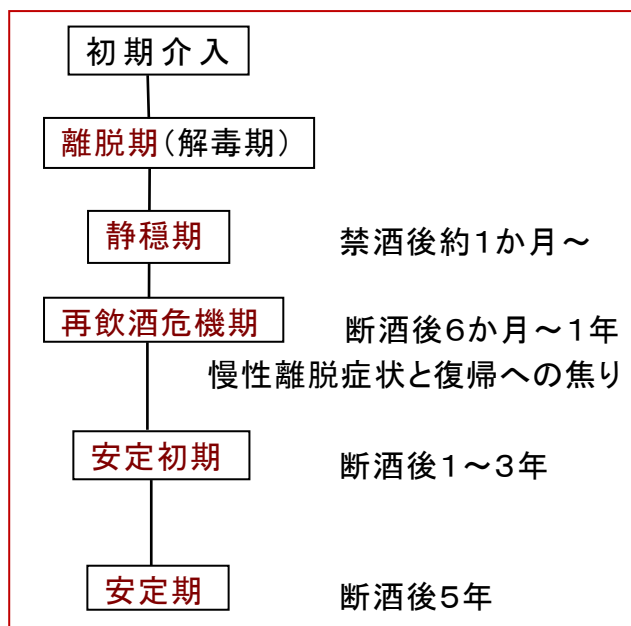 初期介入
離脱期(解毒期)
静穏期 禁酒後約1か月～
再飲酒危機期 断酒後6か月～1年
慢性離脱症状と復帰への焦り
安定初期 断酒後1～3年
安定期 断酒後5年